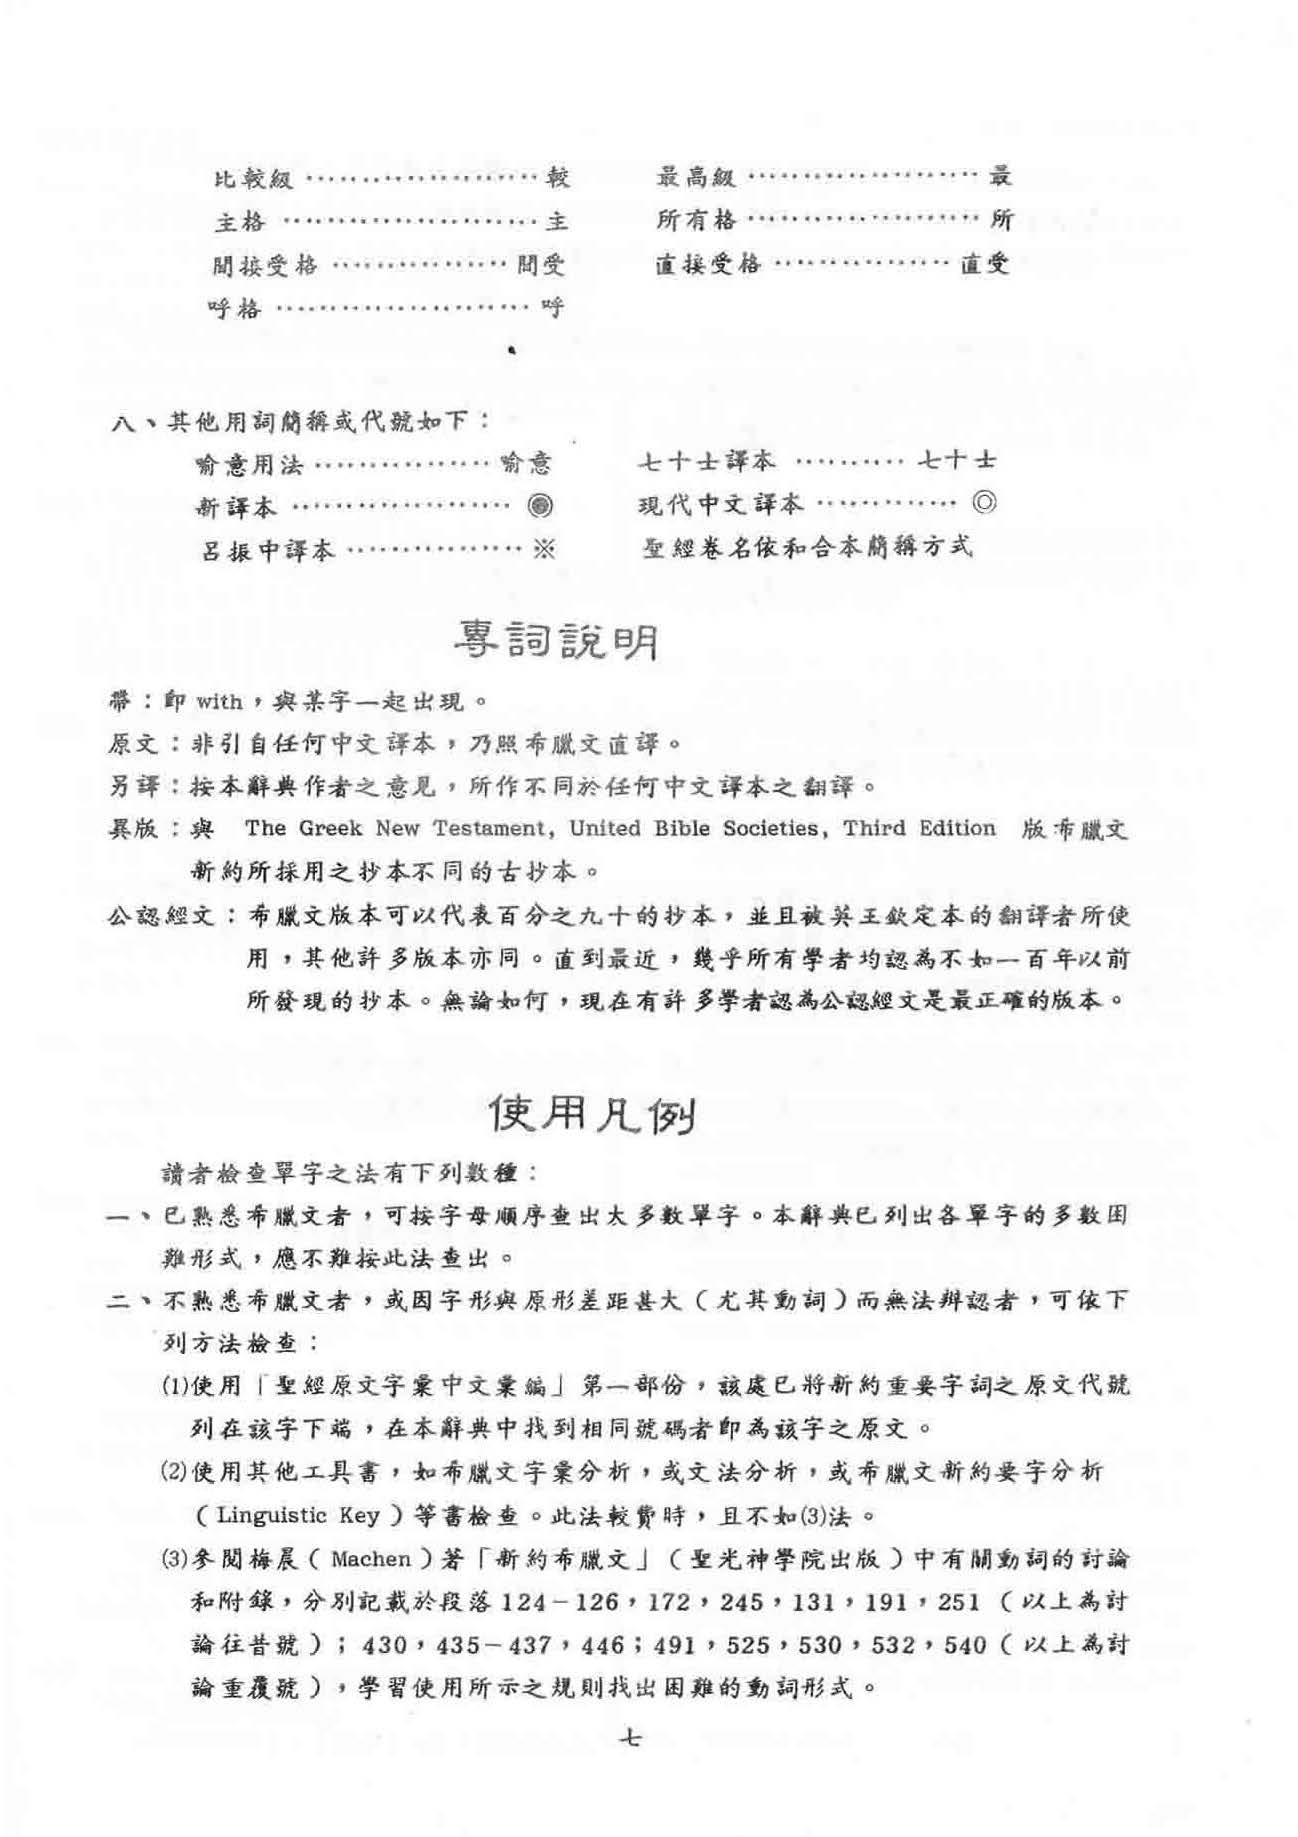 比較級……………………較　最高級……………………最
主格………………………主　所有格……………………所
間接受格………………間受　直接受格………………直受
呼格………………………呼
八、其他用詞簡稱或代號如下：
喻意用法………………喻意　七十士譯本…………七十士
新譯本……………………◉　現代中文譯本……………◎
呂振中譯本………………※　聖經卷名依和合本簡稱方式
專詞說明
帶：即 with，與某字一起出現。
原文：非引自任何中文譯本，乃照希臘文直譯。
另譯：按本辭典作者之意見，所作不同於任何中文譯本之翻譯。
異版：與 The Greek New Testament, United Bible Societies, Third Edition 版希臘文
新約所採用之抄本不同的古抄本。
公認經文：希臘文版本可以代表百分之九十的抄本，並且被英王欽定本的翻譯者所使
用，其他許多版本亦同。直到最近，幾乎所有學者均認為不如一百年以前
所發現的抄本。無論如何，現在有許多學者認為公認經文是最正確的版本。
使用凡例
讀者檢查單字之法有下列數種：
一、已熟悉希臘文者，可按字母順序查出大多數單字。本辭典已列出各單字的多數困
難形式，應不難按此法查出。
二、不熟悉希臘文者，或因字形與原形差距甚大（尤其動詞）而無法辨認者，可依下
列方法檢查：
⑴使用「聖經原文字彙中文彙編」第一部份，該處已將新約重要字詞之原文代號
列在該字下端，在本辭典中找到相同號碼者即為該字之原文。
⑵使用其他工具書，如希臘文字彙分析，或文法分析，或希臘文新約要字分析
（Linguistic Key）等書檢查。此法較費時，且不如⑶法。
⑶參閱梅晨（Machen）著「新約希臘文」（聖光神學院出版）中有關動詞的討論
和附錄，分別記載於段落124－126，172，245，131，191，251（以上為討
論往昔號）；430，435－437，446；491，525，530，532，540（以上為討
論重覆號），學習使用所示之規則找出困難的動詞形式。
七